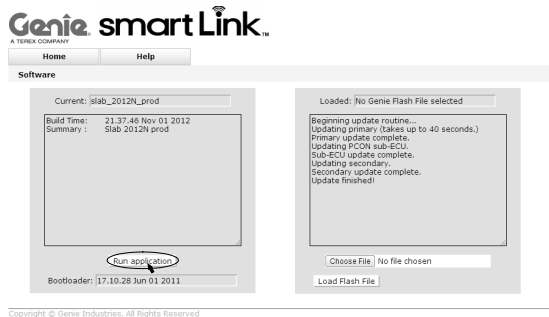 Genie. smart Link™
A TEREX COMPANY
Home Help
Software
Current: slab_2012N_prod
Build Time: 21.37.46 Nov 01 2012
Summary : Slab 2012N prod
Run application
Bootloader: 17.10.28 Jun 01 2011
Loaded: No Genie Flash File selected
Beginning update routine...
Updating primary (takes up to 40 seconds.)
Primary update complete.
Updating PCON sub-ECU.
Sub-ECU update complete.
Updating secondary.
Secondary update complete.
Update finished!
Choose File No file chosen
Load Flash File
Copyright © Genie Industries. All Rights Reserved